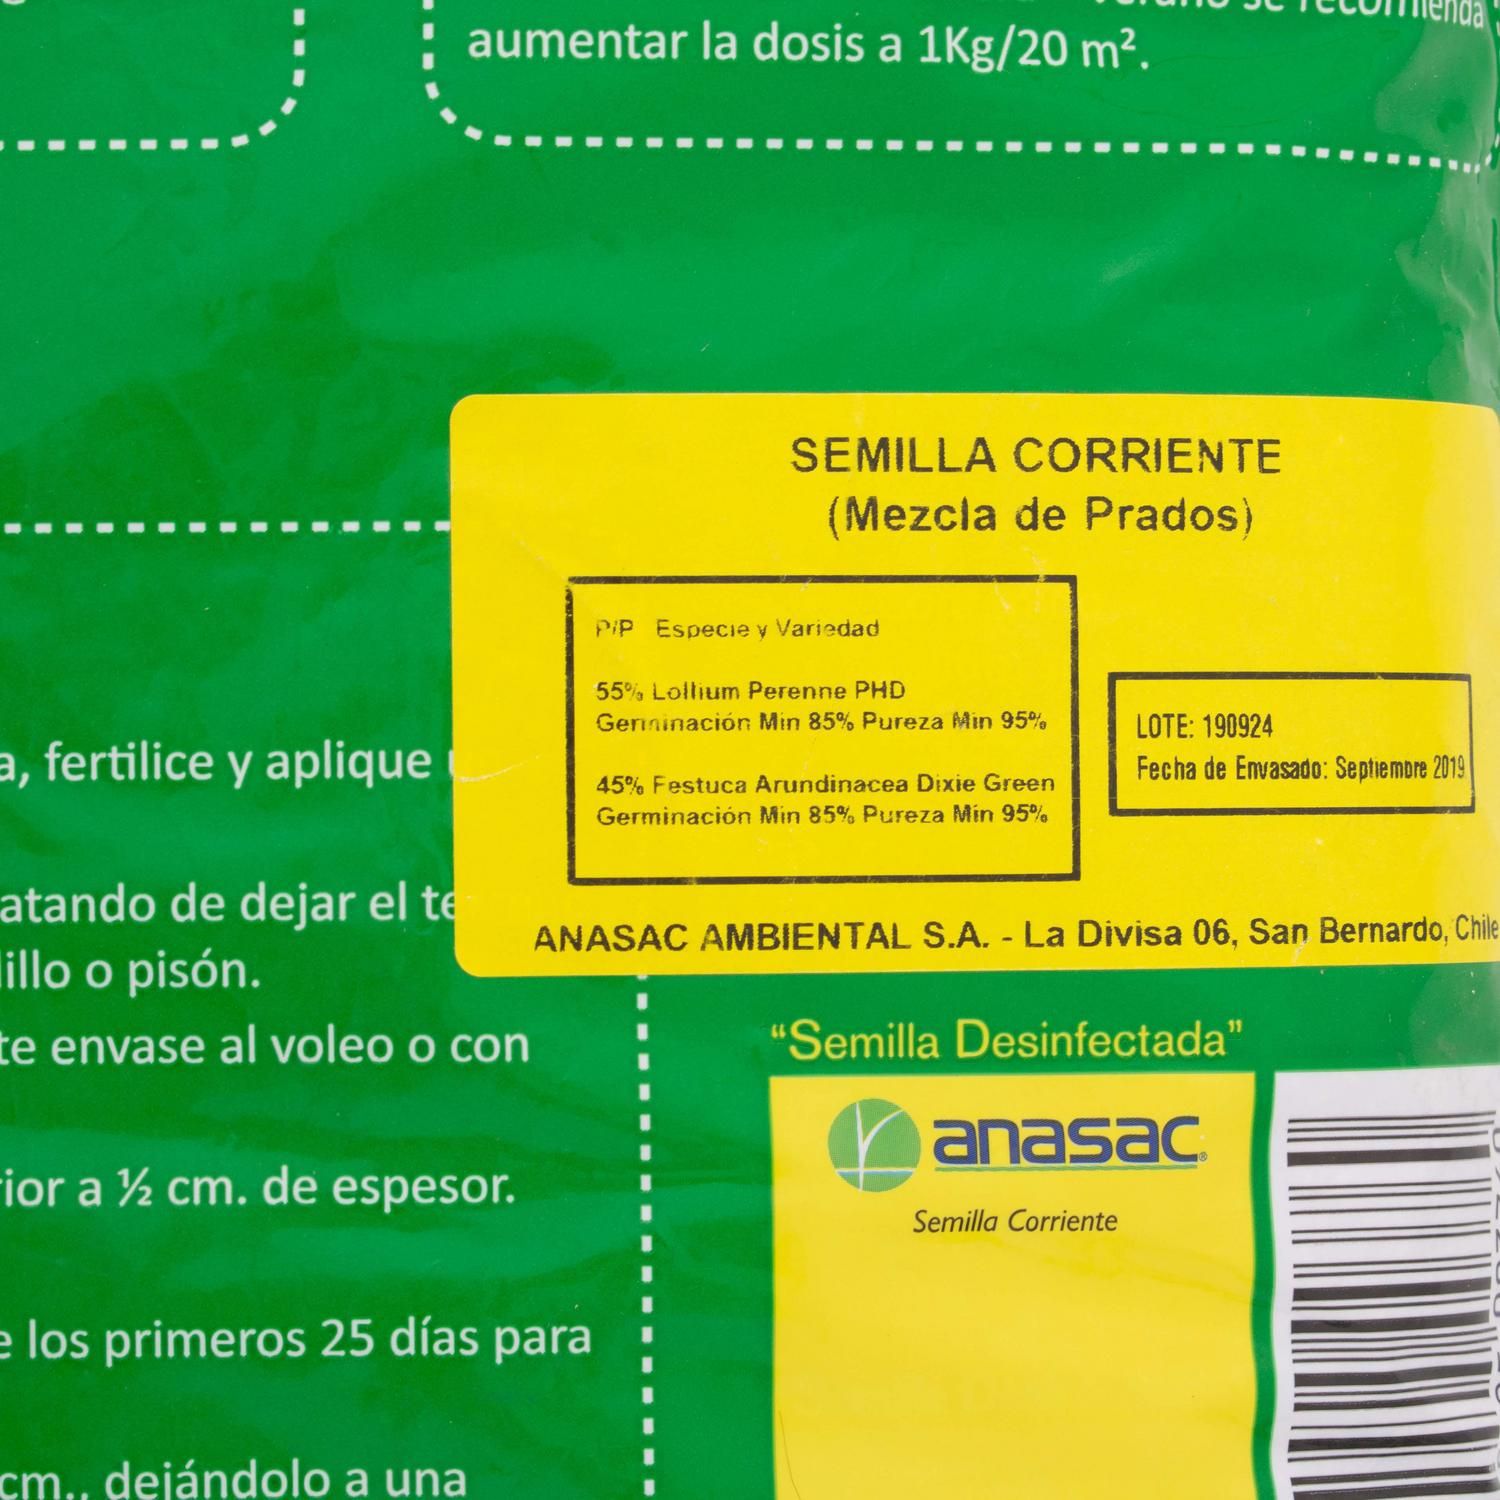 se recomienda
aumentar la dosis a 1Kg/20 m².
SEMILLA CORRIENTE
(Mezcla de Prados)
P/P Especie y Variedad
55% Lollium Perenne PHD
Germinación Min 85% Pureza Min 95%
45% Festuca Arundinacea Dixie Green
Germinación Min 85% Pureza Min 95%
LOTE: 190924
Fecha de Envasado: Septiembre 2019
ANASAC AMBIENTAL S.A. - La Divisa 06, San Bernardo, Chile
a, fertilice y aplique
atando de dejar el te
illo o pisón.
te envase al voleo o con
rior a ½ cm. de espesor.
e los primeros 25 días para
cm.. dejándolo a una
“Semilla Desinfectada”
anasac®
Semilla Corriente